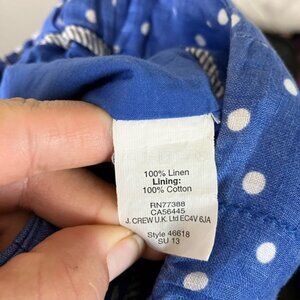 100% Linen
Lining:
100% Cotton
RN77388
CA56445
J. CREW U.K. Ltd EC4V 6JA
Style 46618
SU 13